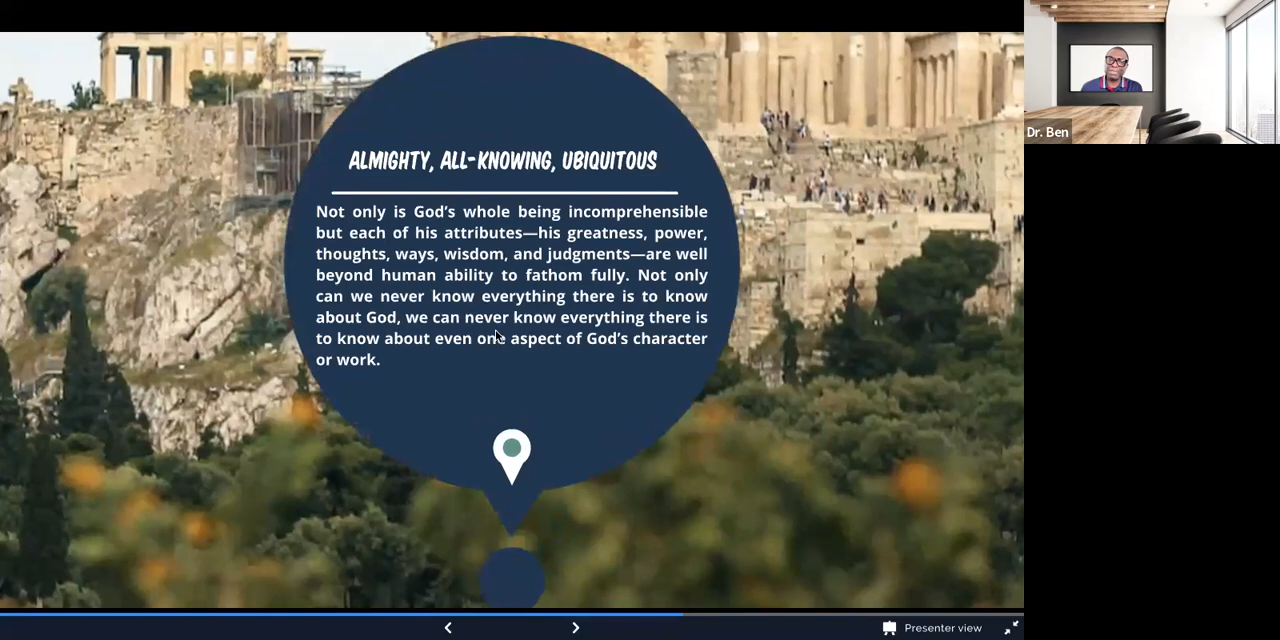 ALMIGHTY, ALL-KNOWING, UBIQUITOUS
Not only is God’s whole being incomprehensible
but each of his attributes—his greatness, power,
thoughts, ways, wisdom, and judgments—are well
beyond human ability to fathom fully. Not only
can we never know everything there is to know
about God, we can never know everything there is
to know about even one aspect of God’s character
or work.
Dr. Ben
Presenter view